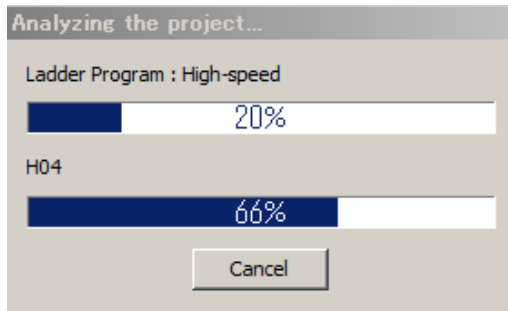 Analyzing the project...
Ladder Program : High-speed
20%
H04
66%
Cancel